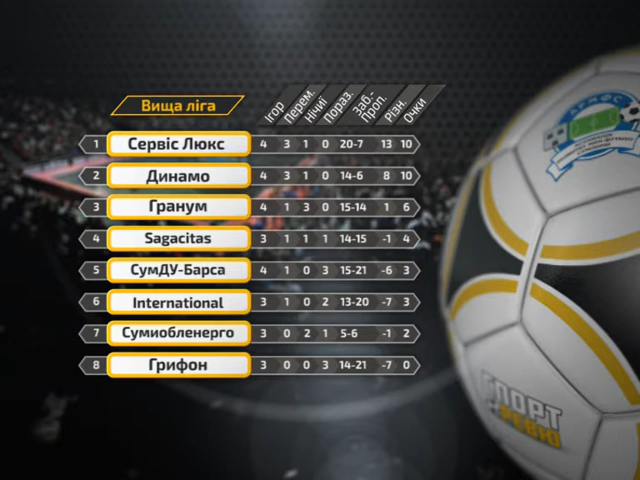 Вища ліга
Ігор Перем. Нічиї Пораз. Заб.- Проп. Різн. очки
1 Сервіс Люкс 4 3 1 0 20-7 13 10
2 Динамо 4 3 1 0 14-6 8 10
3 Гранум 4 1 3 0 15-14 1 6
4 Sagacitas 3 1 1 1 14-15 -1 4
5 СумДУ-Барса 4 1 0 3 15-21 -6 3
6 International 3 1 0 2 13-20 -7 3
7 Сумиобленерго 3 0 2 1 5-6 -1 2
8 Грифон 3 0 0 3 14-21 -7 0
СПОРТ
РЕВЮ